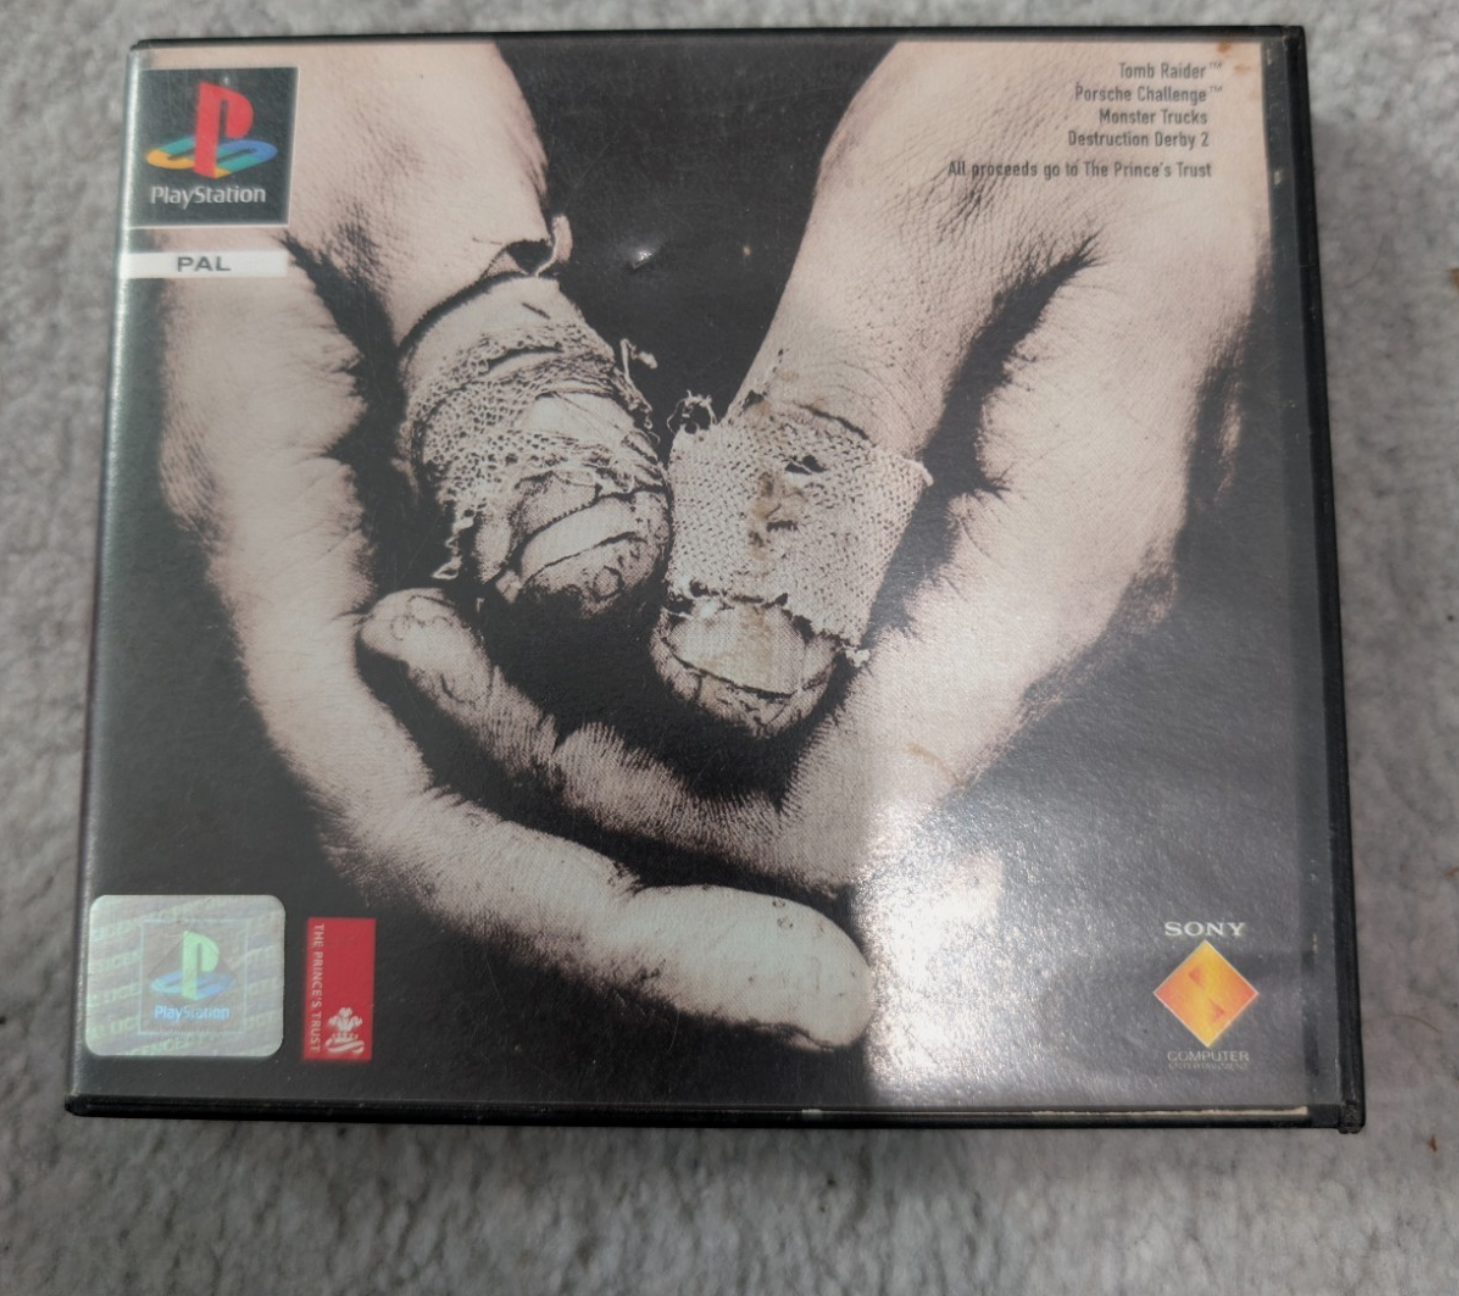 PlayStation
PAL
Tomb Raider™
Porsche Challenge™
Monster Trucks
Destruction Derby 2
All proceeds go to The Prince's Trust
PlayStation
THE PRINCE'S TRUST
SONY
COMPUTER
ENTERTAINMENT